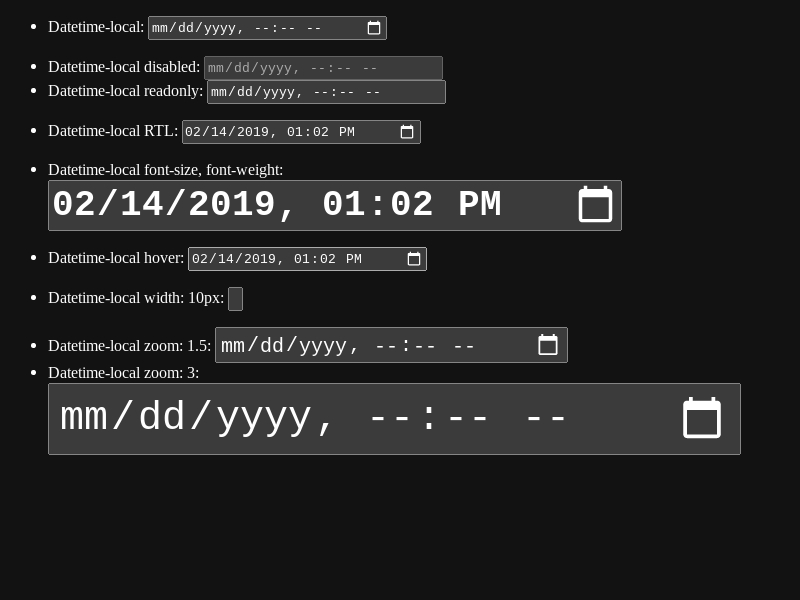 Datetime-local: mm/dd/yyyy, --:-- --
Datetime-local disabled: mm/dd/yyyy, --:-- --
Datetime-local readonly: mm/dd/yyyy, --:-- --
Datetime-local RTL: 02/14/2019, 01:02 PM
Datetime-local font-size, font-weight:
02/14/2019, 01:02 PM
Datetime-local hover: 02/14/2019, 01:02 PM
Datetime-local width: 10px:
Datetime-local zoom: 1.5: mm/dd/yyyy, --:-- --
Datetime-local zoom: 3:
mm/dd/yyyy, --:-- --